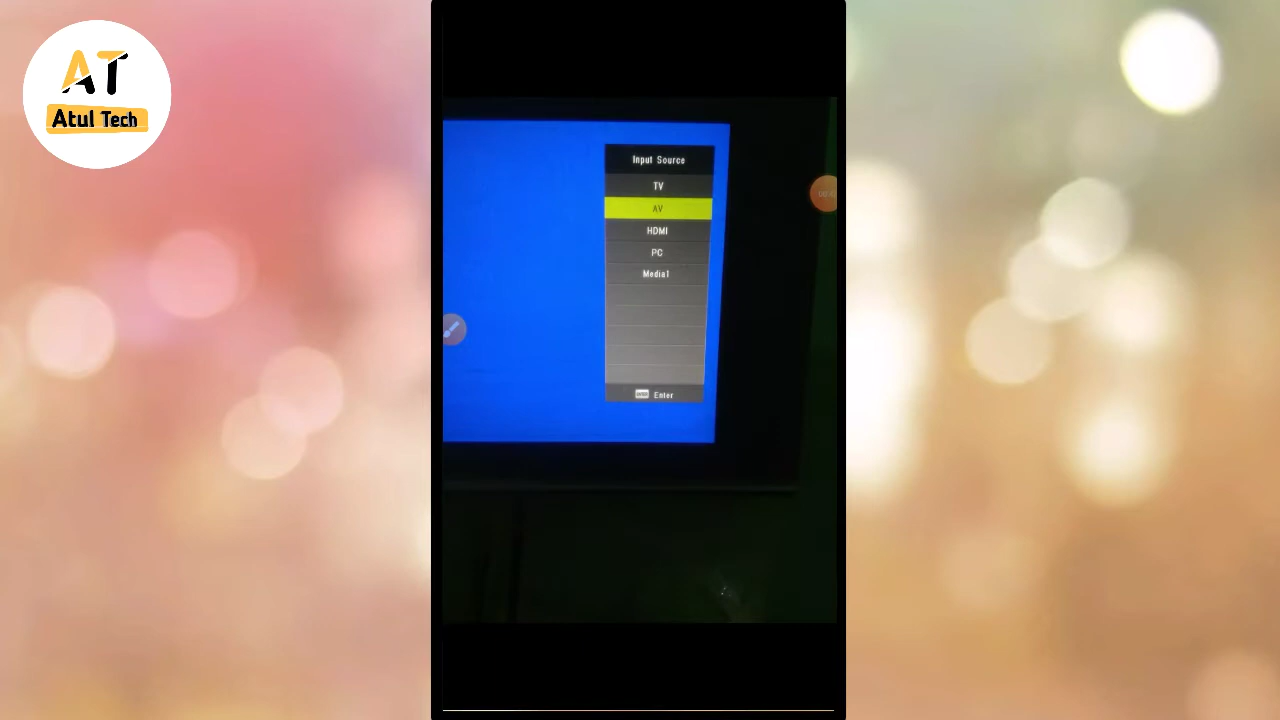 AT
Atul Tech
Input Source
TV
AV
HDMI
PC
Media1
Enter